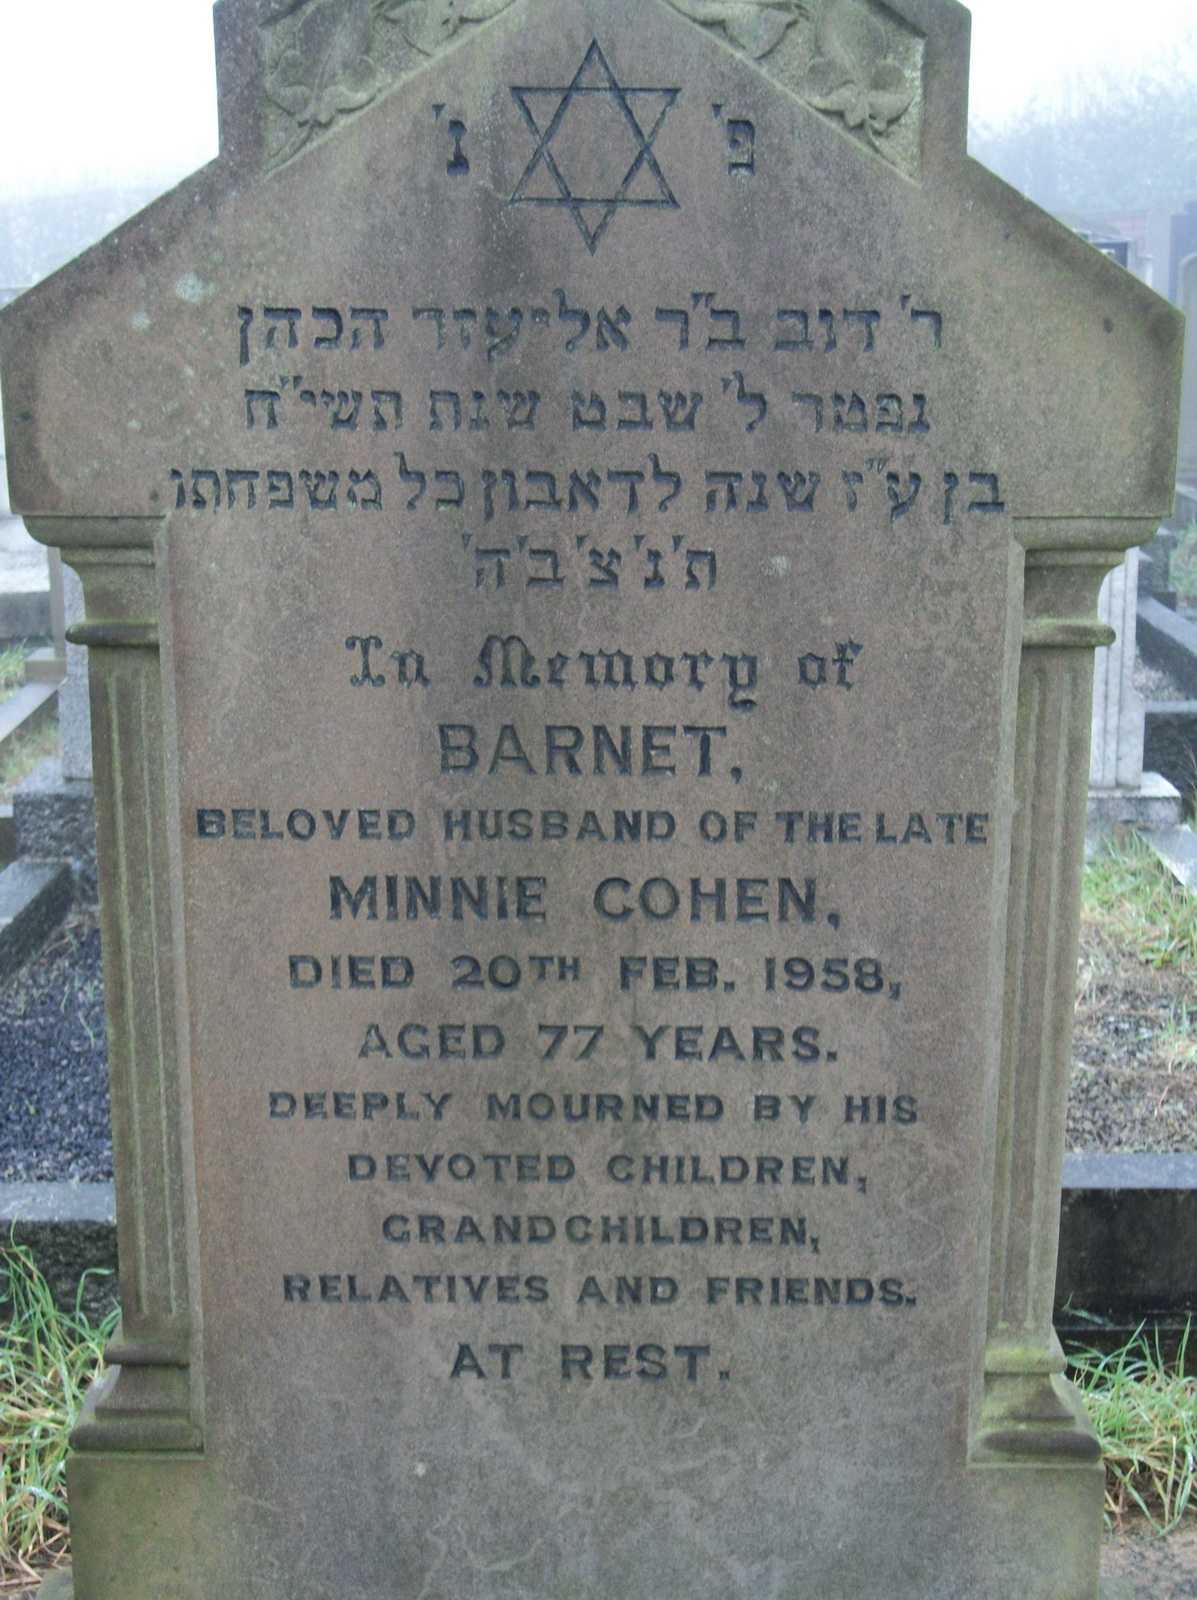 פ' נ'
ר' דוב ב"ר אליעזר הכהן
נפטר ל' שבט שנת תשי"ח
בן ע"ז שנה לדאבון כל משפחתו
ת'נ'צ'ב'ה'
In Memory of
BARNET,
BELOVED HUSBAND OF THE LATE
MINNIE COHEN,
DIED 20TH FEB. 1958,
AGED 77 YEARS.
DEEPLY MOURNED BY HIS
DEVOTED CHILDREN,
GRANDCHILDREN,
RELATIVES AND FRIENDS.
AT REST.